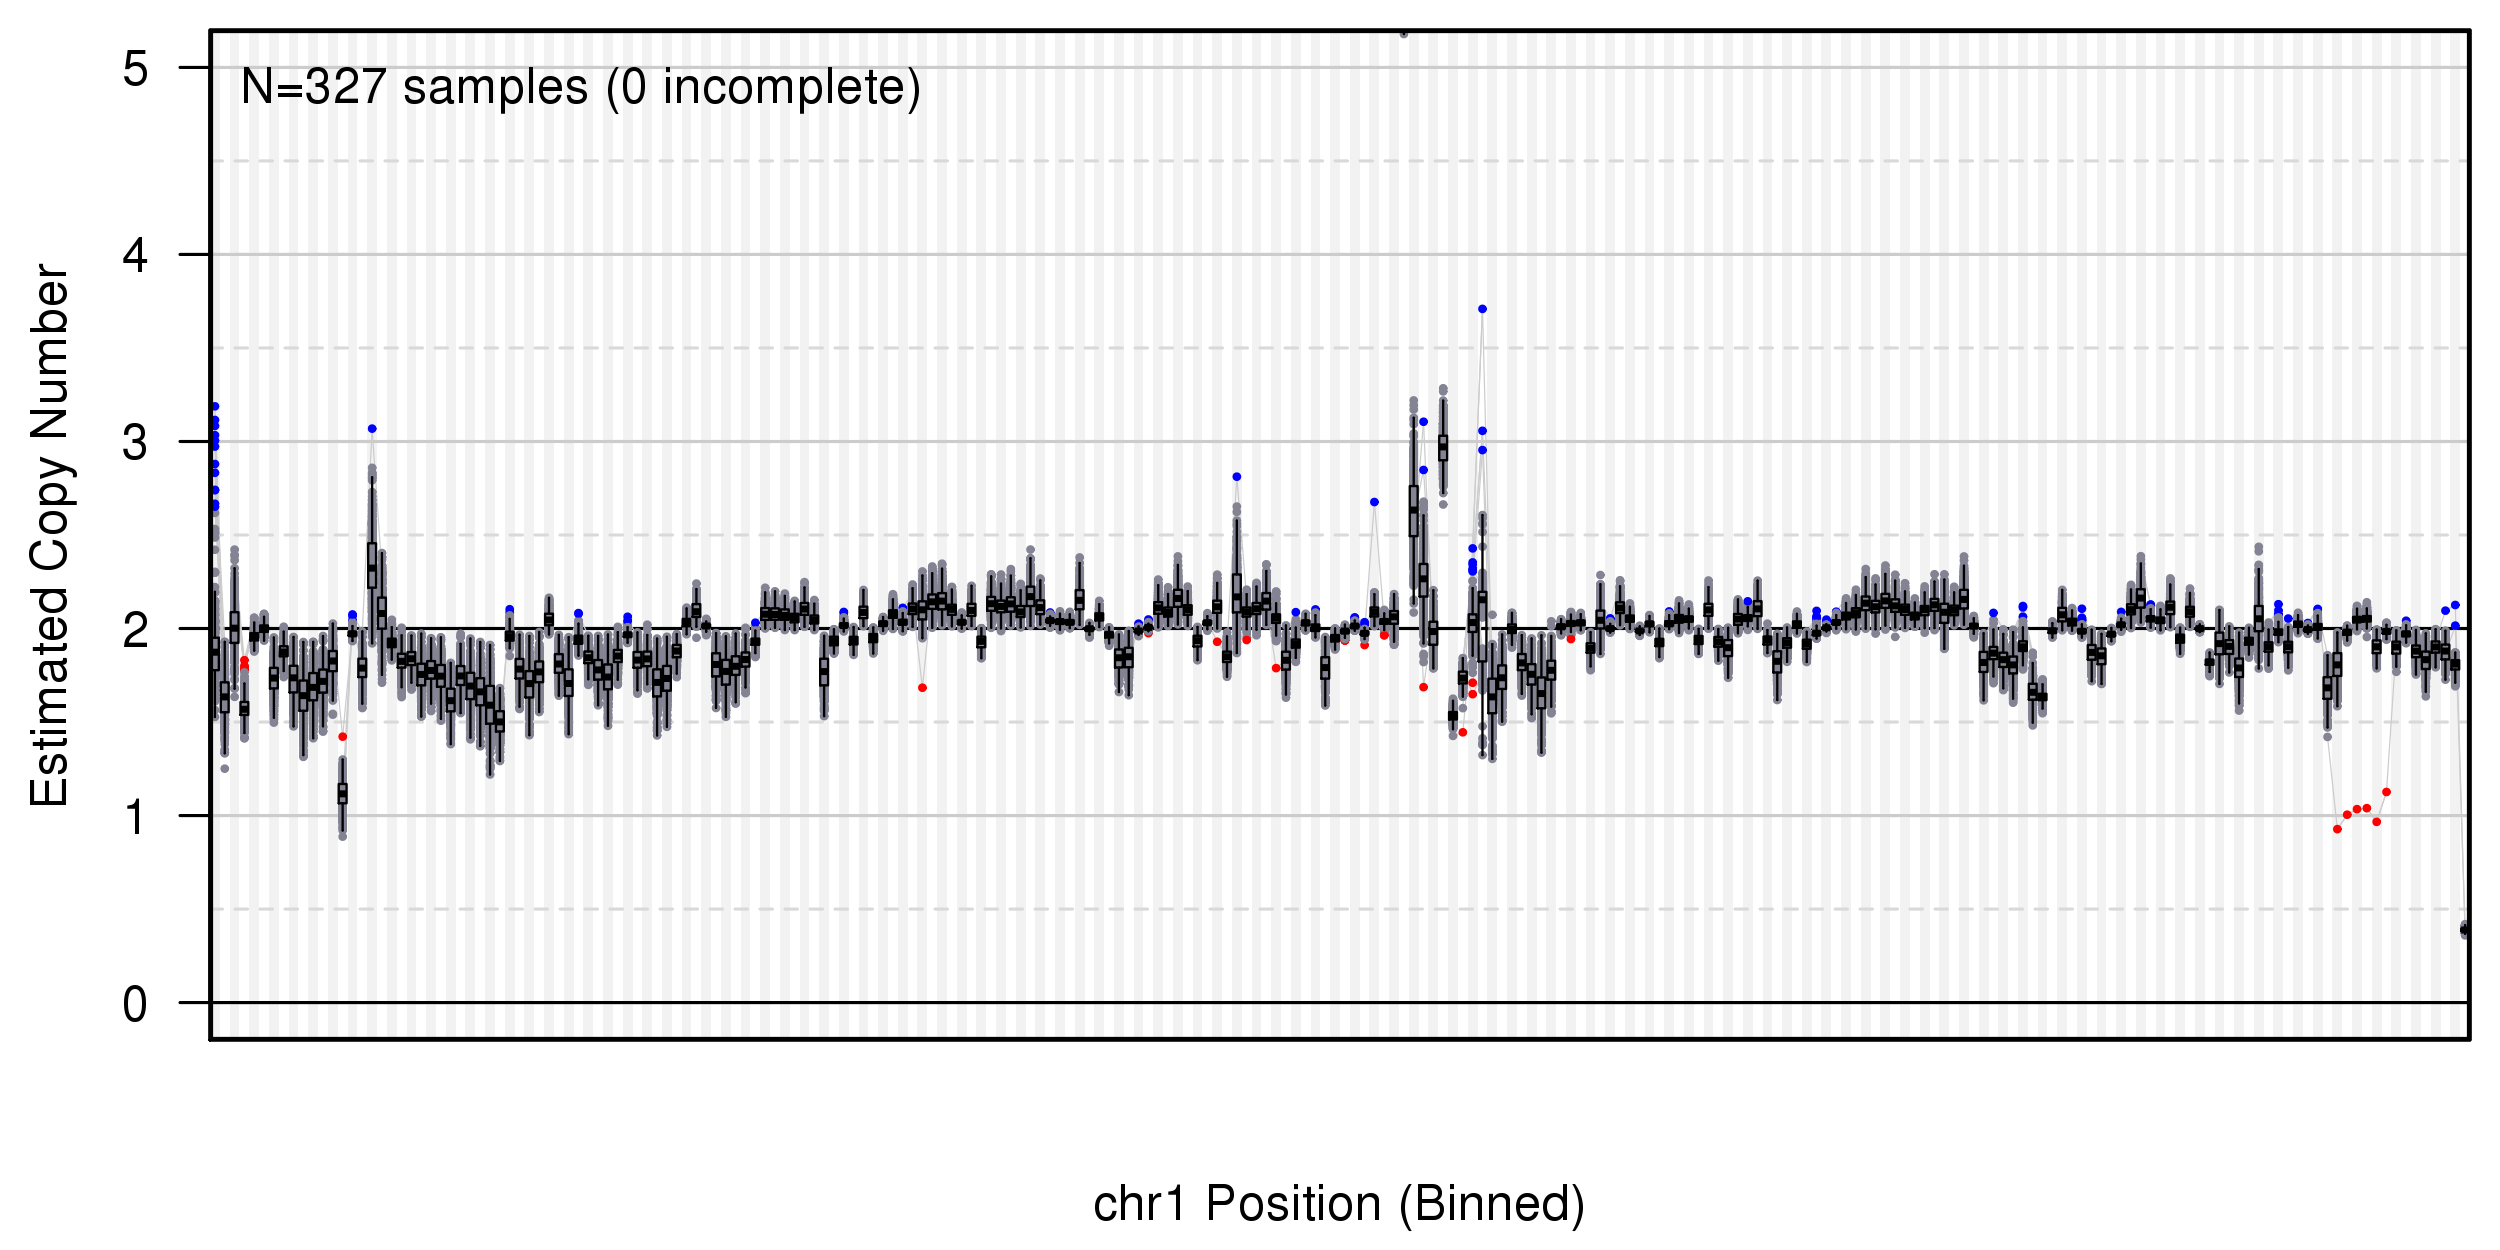 N=327 samples (0 incomplete)
5
4
3
2
1
0
Estimated Copy Number
chr1 Position (Binned)